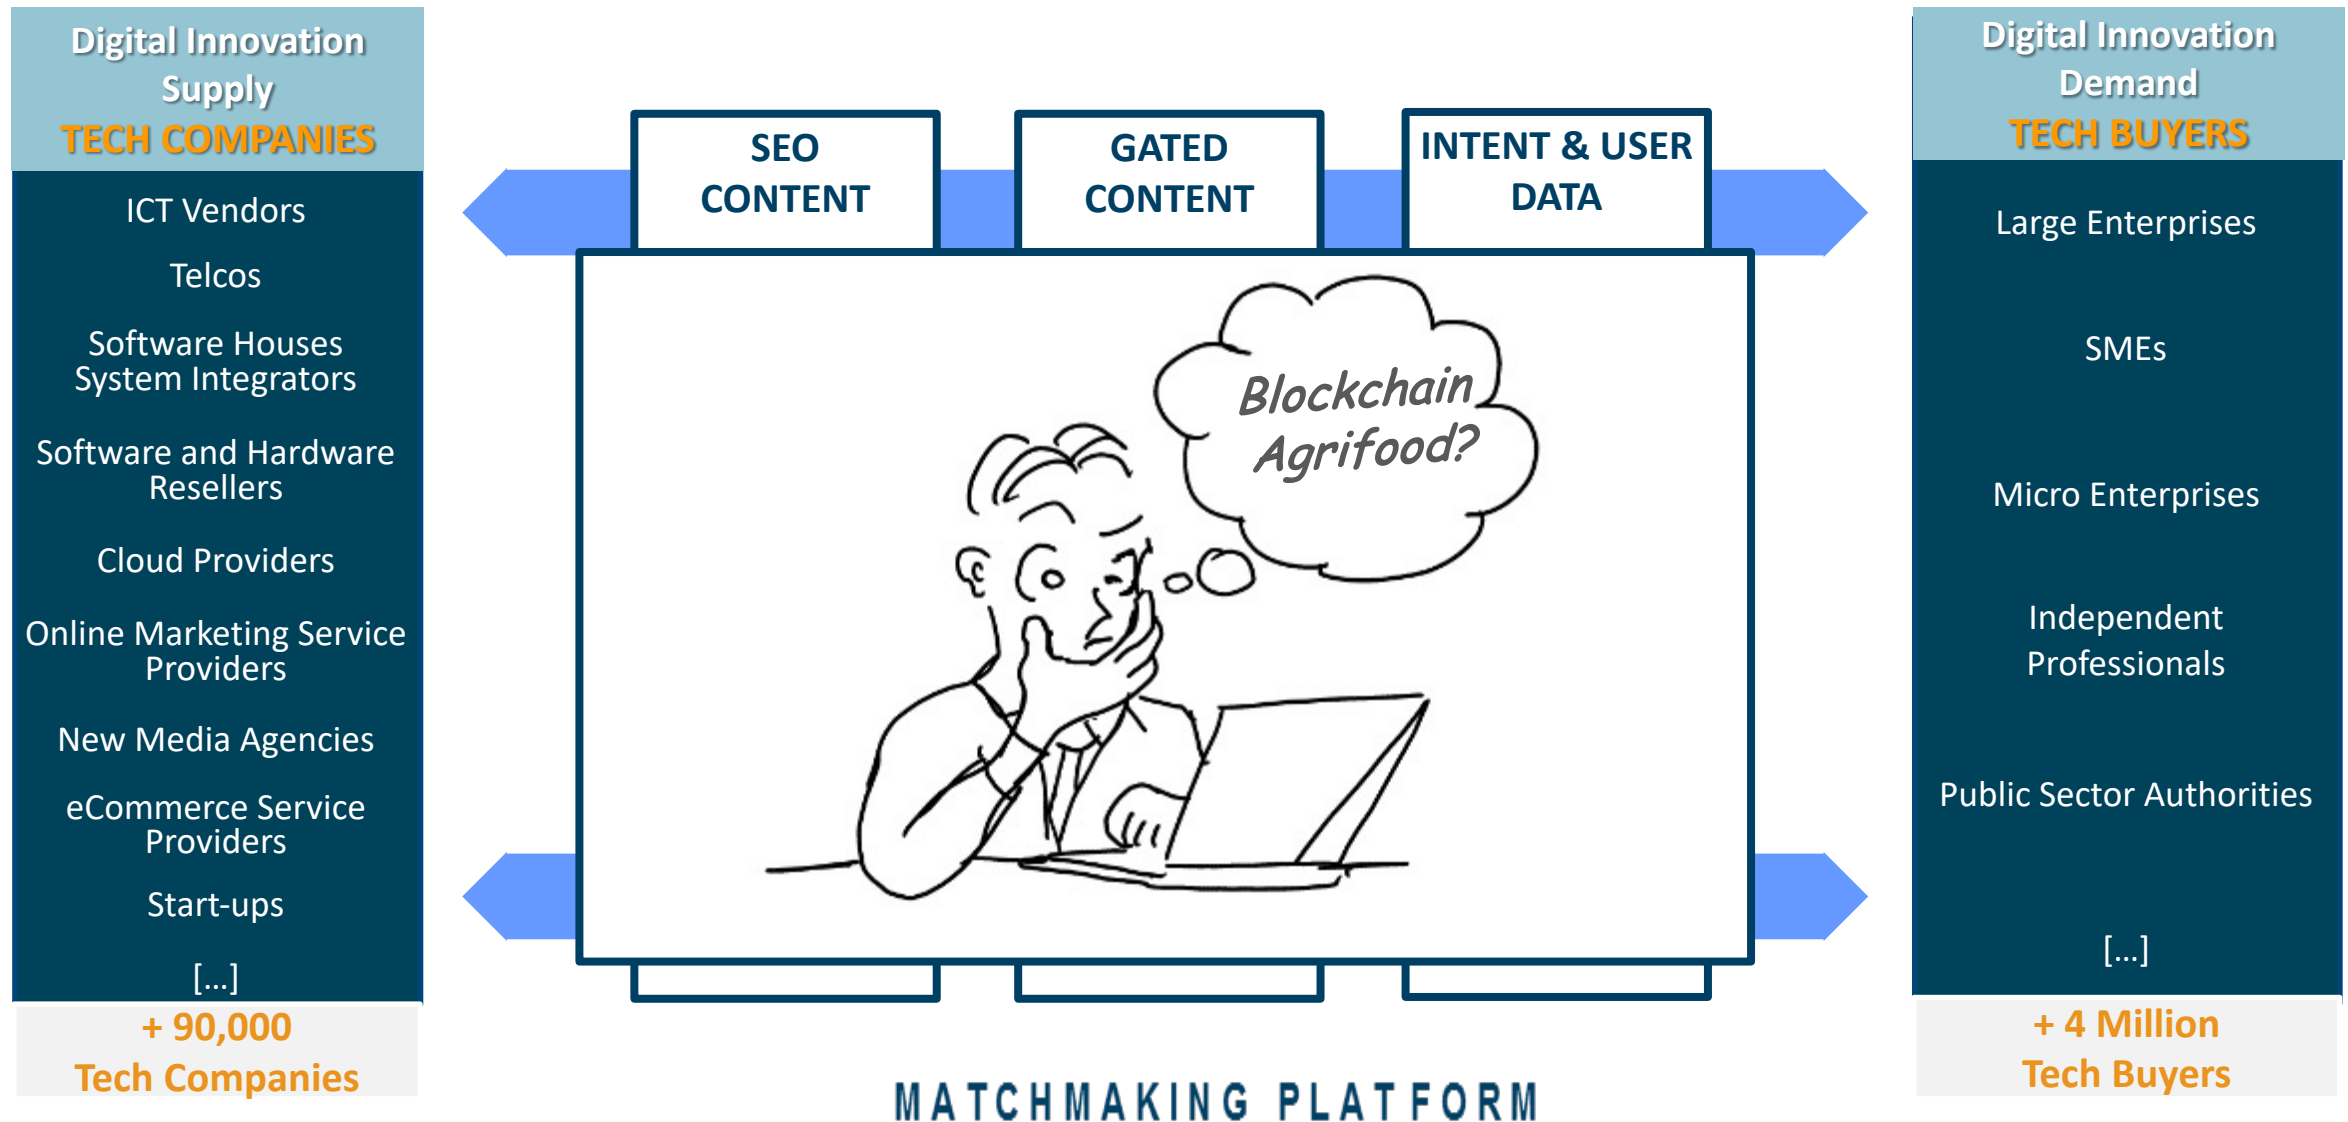 Digital Innovation
Supply
TECH COMPANIES
ICT Vendors
Telcos
Software Houses
System Integrators
Software and Hardware
Resellers
Cloud Providers
Online Marketing Service
Providers
New Media Agencies
eCommerce Service
Providers
Start-ups
[...]
+ 90,000
Tech Companies
SEO
CONTENT
GATED
CONTENT
INTENT & USER
DATA
Blockchain
Agrifood?
MATCHMAKING PLATFORM
Digital Innovation
Demand
TECH BUYERS
Large Enterprises
SMEs
Micro Enterprises
Independent
Professionals
Public Sector Authorities
[...]
+ 4 Million
Tech Buyers